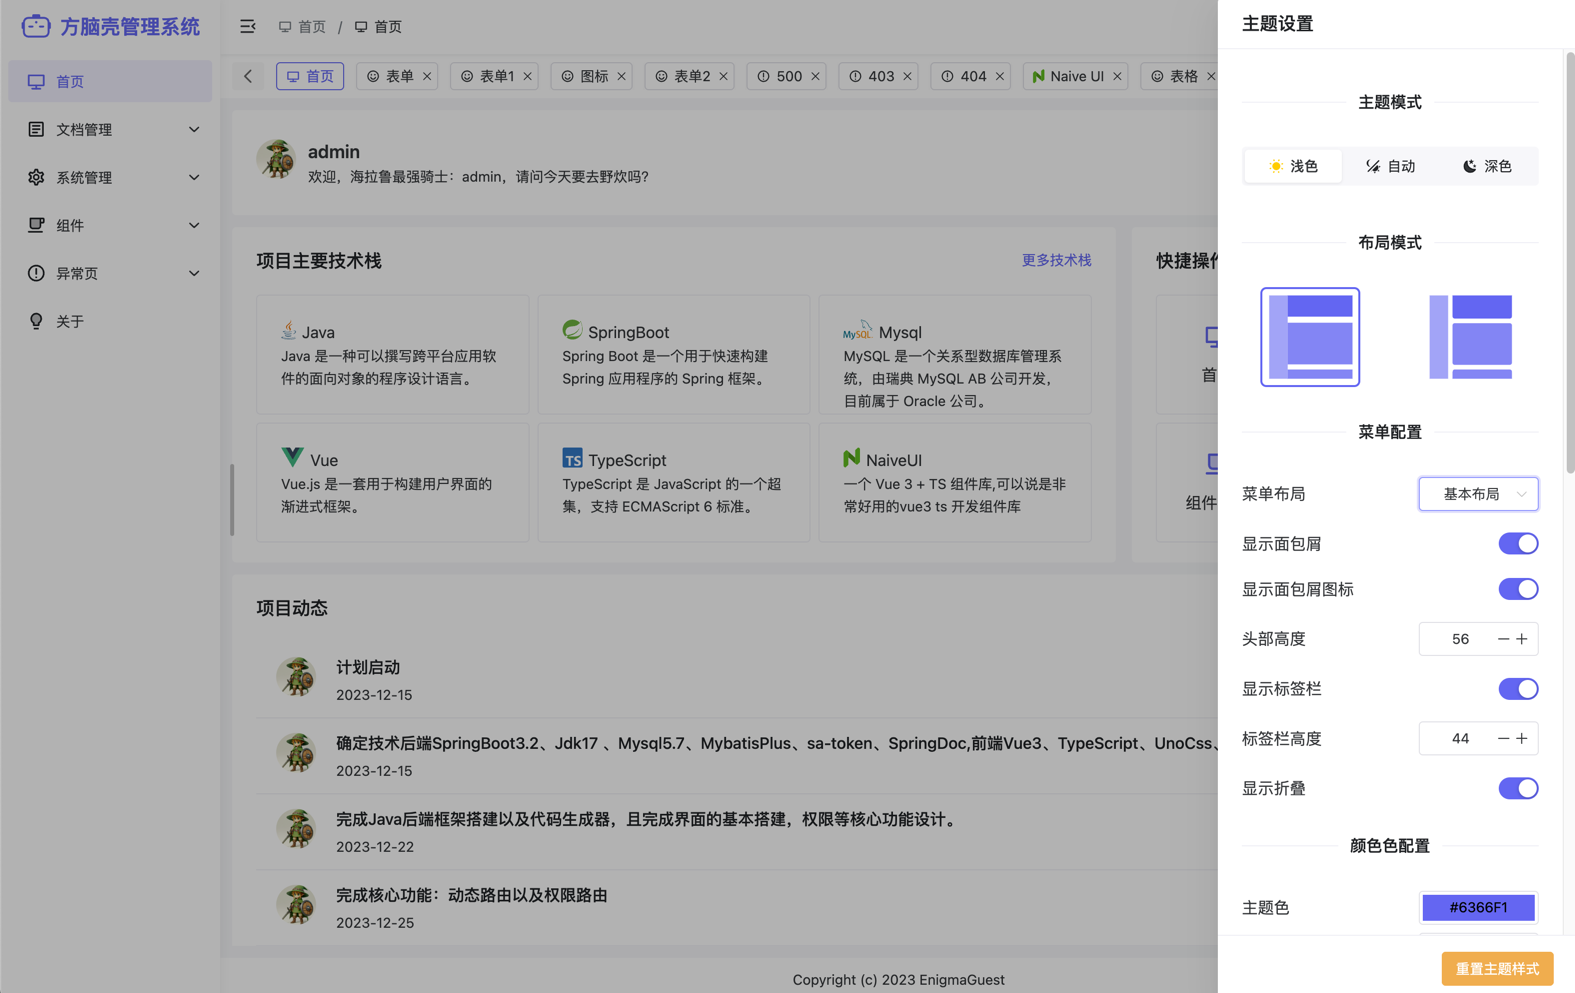 方脑壳管理系统
首页 / 首页
首页
文档管理
系统管理
组件
异常页
关于
首页 表单 表单1 图标 表单2 500 403 404 Naive UI 表格
admin
欢迎，海拉鲁最强骑士：admin，请问今天要去野炊吗?
项目主要技术栈
更多技术栈
Java
Java 是一种可以撰写跨平台应用软
件的面向对象的程序设计语言。
SpringBoot
Spring Boot 是一个用于快速构建
Spring 应用程序的 Spring 框架。
MySQL Mysql
MySQL 是一个关系型数据库管理系
统，由瑞典 MySQL AB 公司开发，
目前属于 Oracle 公司。
Vue
Vue.js 是一套用于构建用户界面的
渐进式框架。
TS TypeScript
TypeScript 是 JavaScript 的一个超
集，支持 ECMAScript 6 标准。
NaiveUI
一个 Vue 3 + TS 组件库,可以说是非
常好用的vue3 ts 开发组件库
快捷操作
首
组件
项目动态
计划启动
2023-12-15
确定技术后端SpringBoot3.2、Jdk17 、Mysql5.7、MybatisPlus、sa-token、SpringDoc,前端Vue3、TypeScript、UnoCss、
2023-12-15
完成Java后端框架搭建以及代码生成器，且完成界面的基本搭建，权限等核心功能设计。
2023-12-22
完成核心功能：动态路由以及权限路由
2023-12-25
Copyright (c) 2023 EnigmaGuest
主题设置
主题模式
浅色 自动 深色
布局模式
菜单配置
菜单布局 基本布局
显示面包屑
显示面包屑图标
头部高度 56
显示标签栏
标签栏高度 44
显示折叠
颜色色配置
主题色 #6366F1
重置主题样式